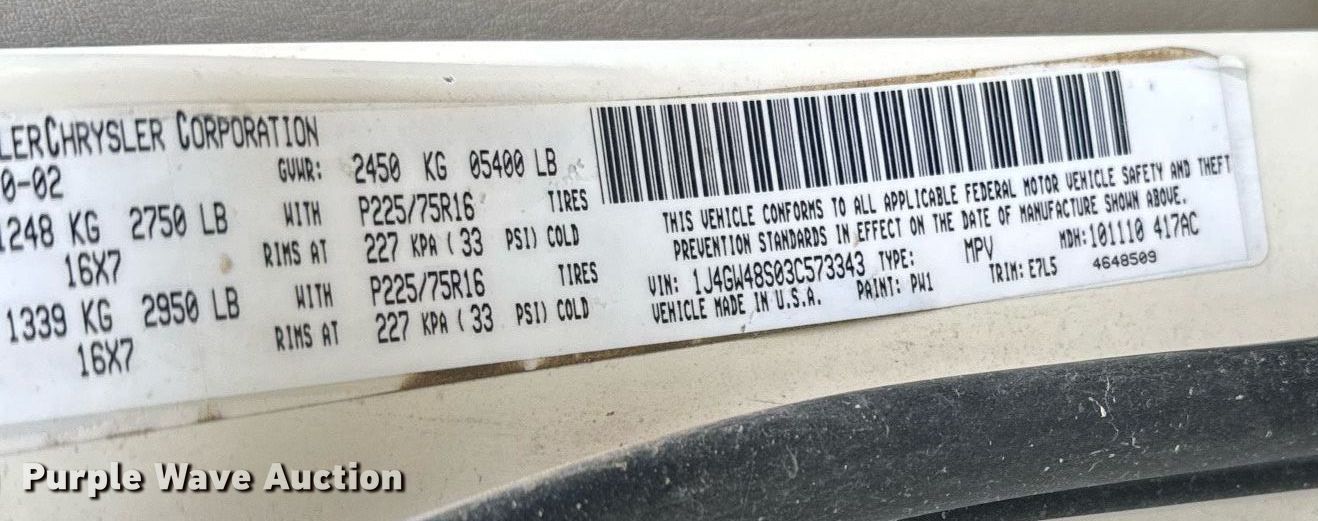 LERCHRYSLER CORPORATION
0-02 GVWR: 2450 KG 05400 LB
1248 KG 2750 LB WITH P225/75R16 TIRES
16X7 RIMS AT 227 KPA ( 33 PSI) COLD
1339 KG 2950 LB WITH P225/75R16 TIRES
16X7 RIMS AT 227 KPA ( 33 PSI) COLD
THIS VEHICLE CONFORMS TO ALL APPLICABLE FEDERAL MOTOR VEHICLE SAFETY AND THEFT
PREVENTION STANDARDS IN EFFECT ON THE DATE OF MANUFACTURE SHOWN ABOVE.
VIN: 1J4GW48S03C573343 TYPE: MPV MDH:101110 417AC
VEHICLE MADE IN U.S.A. PAINT: PW1 TRIM: E7L5 4648509
Purple Wave Auction